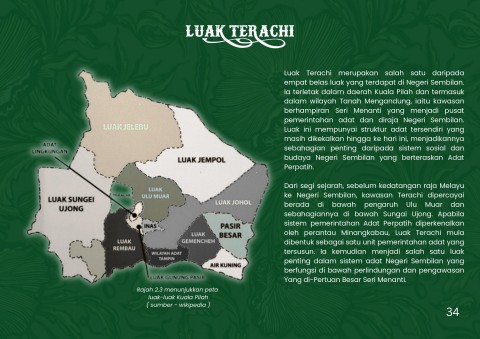 LUAK TERACHI
Luak Terachi merupakan salah satu daripada
empat belas luak yang terdapat di Negeri Sembilan.
Ia terletak dalam daerah Kuala Pilah dan termasuk
dalam wilayah Tanah Mengandung, iaitu kawasan
berhampiran Seri Menanti yang menjadi pusat
pemerintahan adat dan diraja Negeri Sembilan.
Luak ini mempunyai struktur adat tersendiri yang
masih dikekalkan hingga ke hari ini, menjadikannya
sebahagian penting daripada sistem sosial dan
budaya Negeri Sembilan yang berteraskan Adat
Perpatih.
Dari segi sejarah, sebelum kedatangan raja Melayu
ke Negeri Sembilan, kawasan Terachi dipercayai
berada di bawah pengaruh Ulu Muar dan
sebahagiannya di bawah Sungai Ujong. Apabila
sistem pemerintahan Adat Perpatih diperkenalkan
oleh perantau Minangkabau, Luak Terachi mula
dibentuk sebagai satu unit pemerintahan adat yang
tersusun. Ia kemudian menjadi salah satu luak
penting dalam sistem adat Negeri Sembilan yang
berfungsi di bawah perlindungan dan pengawasan
Yang di-Pertuan Besar Seri Menanti.
LUAK JELEBU
ADAT
LINGKUNGAN
LUAK JEMPOL
LUAK
ULU MUAR
LUAK SUNGEI
UJONG
LUAK JOHOL
INAS
PASIR
BESAR
LUAK
REMBAU
LUAK
GEMENCHEH
WILAYAH ADAT
TAMPIN
AIR KUNING
LUAK GUNUNG PASIR
Rajah 2.3 menunjukkan peta
luak-luak Kuala Pilah
( sumber - wikipedia )
34